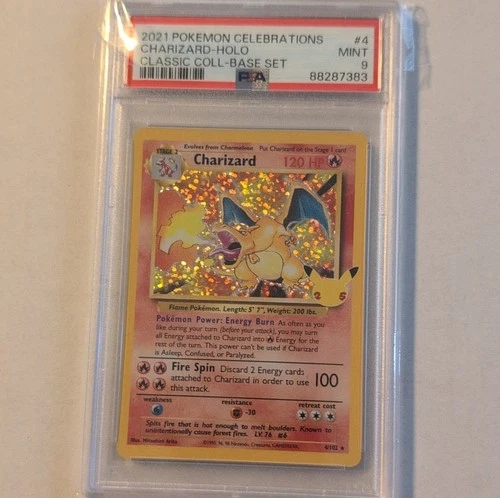 2021 POKEMON CELEBRATIONS #4
CHARIZARD-HOLO MINT
CLASSIC COLL-BASE SET 9
PSA 88287383
Evolves from Charmeleon Put Charizard on the Stage 1 card
STAGE 2 Charizard 120 HP
25
Flame Pokémon. Length: 5' 7", Weight: 200 lbs.
Pokémon Power: Energy Burn As often as you
like during your turn (before your attack), you may turn
all Energy attached to Charizard into Energy for the
rest of the turn. This power can't be used if Charizard
is Asleep, Confused, or Paralyzed.
Fire Spin Discard 2 Energy cards
attached to Charizard in order to use 100
this attack.
weakness resistance retreat cost
-30
Spits fire that is hot enough to melt boulders. Known to
unintentionally cause forest fires. LV. 76 #6
Illus. Mitsuhiro Arita 4/102